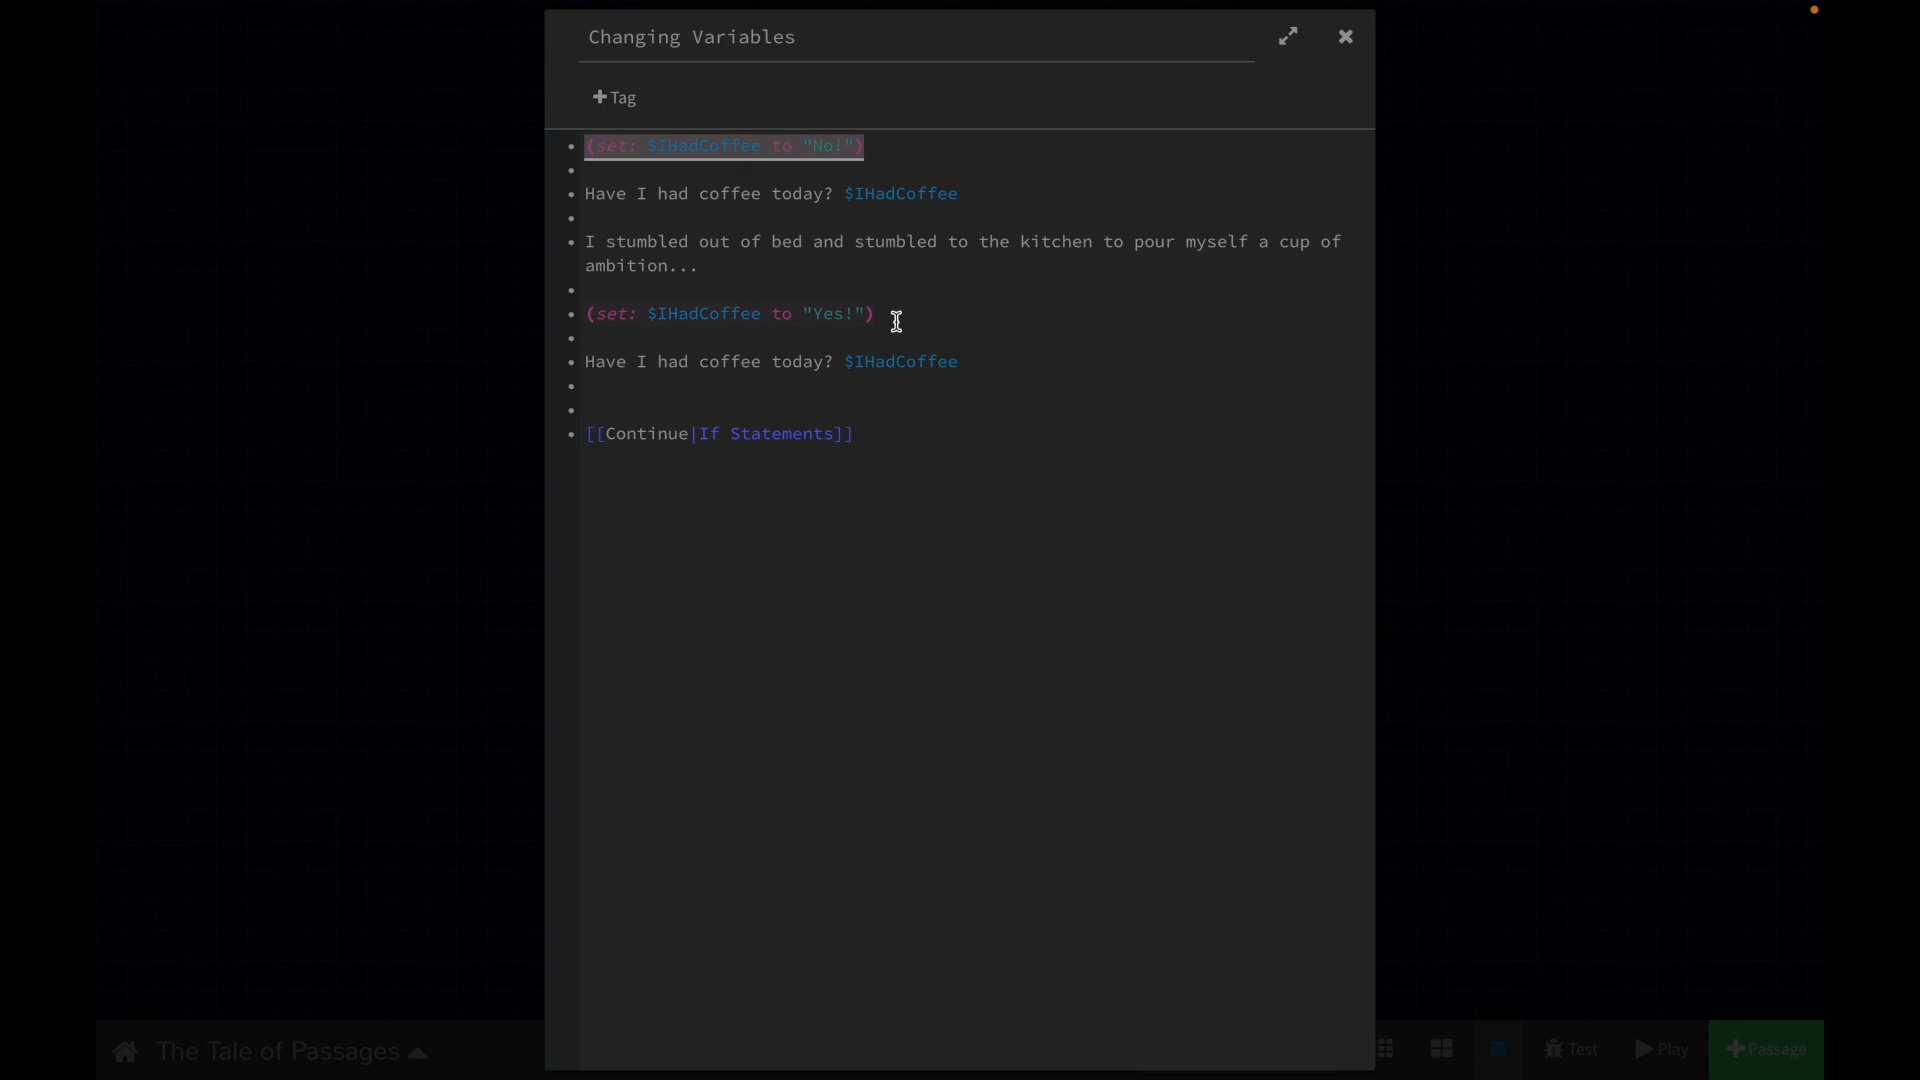 Changing Variables
+ Tag
(set: $IHadCoffee to "No!")
Have I had coffee today? $IHadCoffee
I stumbled out of bed and stumbled to the kitchen to pour myself a cup of
ambition...
(set: $IHadCoffee to "Yes!")
Have I had coffee today? $IHadCoffee
[[Continue|If Statements]]
The Tale of Passages
Test
Play
+ Passage